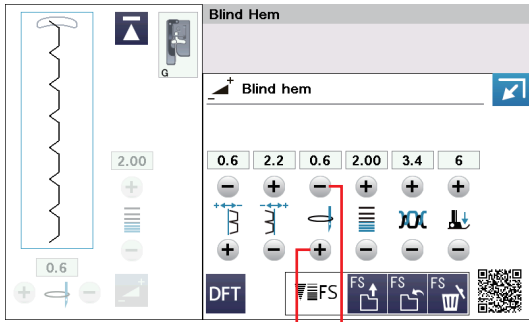 Blind Hem
G
Blind hem
2.00
0.6 2.2 0.6 2.00 3.4 6
0.6
DFT
FS
FS
FS
FS